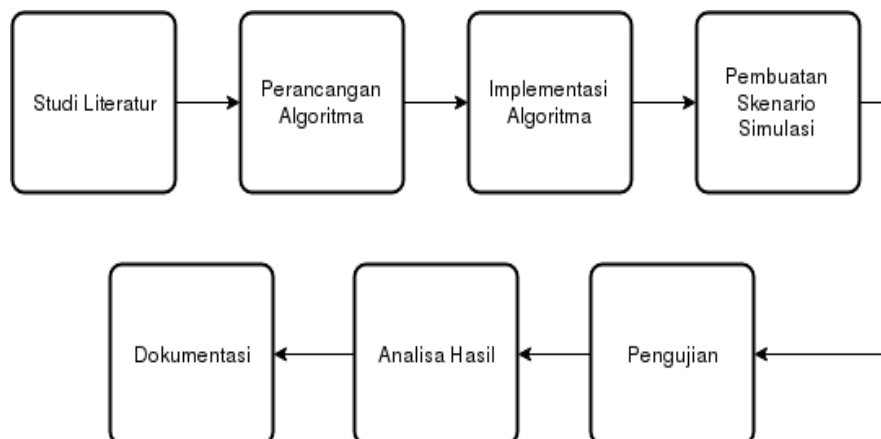 Studi Literatur
Perancangan
Algoritma
Implementasi
Algoritma
Pembuatan
Skenario
Simulasi
Pengujian
Analisa Hasil
Dokumentasi